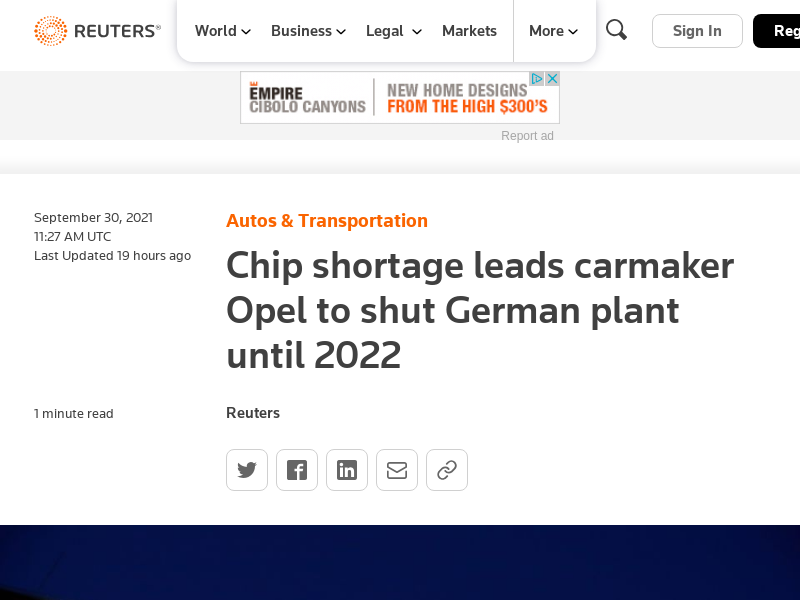 REUTERS®
World
Business
Legal
Markets
More
Sign In
Reg
EMPIRE
CIBOLO CANYONS
NEW HOME DESIGNS
FROM THE HIGH $300'S
Report ad
September 30, 2021
11:27 AM UTC
Last Updated 19 hours ago
Autos & Transportation
Chip shortage leads carmaker
Opel to shut German plant
until 2022
1 minute read
Reuters